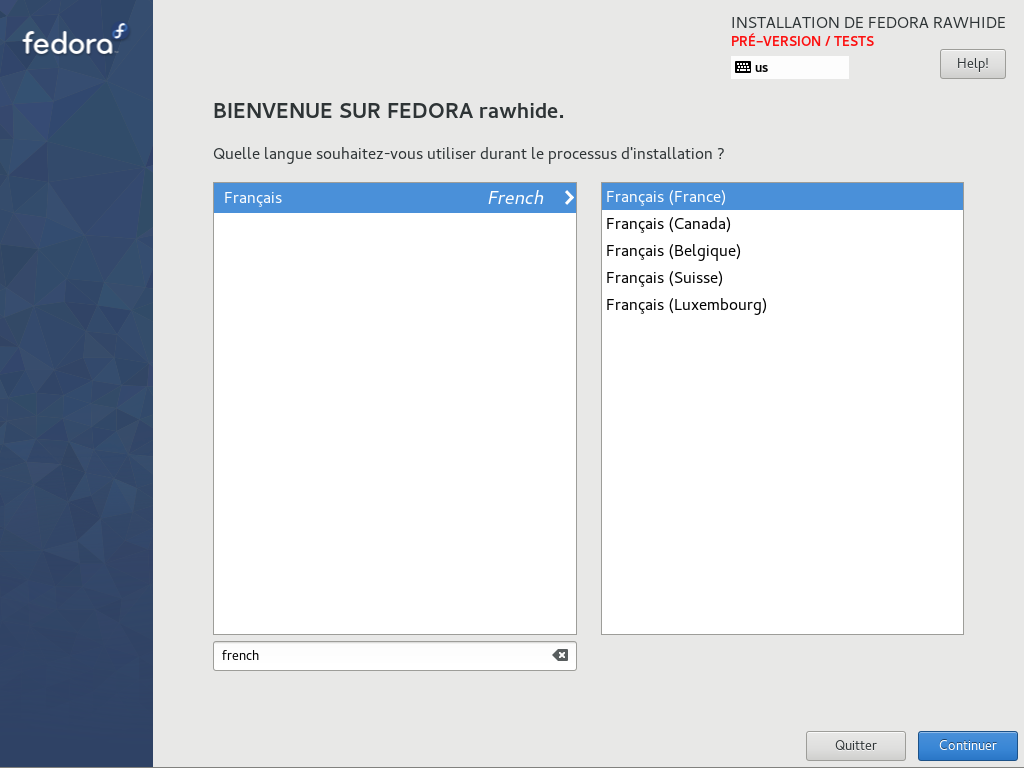 fedora
INSTALLATION DE FEDORA RAWHIDE
PRÉ-VERSION / TESTS
us
Help!
BIENVENUE SUR FEDORA rawhide.
Quelle langue souhaitez-vous utiliser durant le processus d'installation ?
Français French
Français (France)
Français (Canada)
Français (Belgique)
Français (Suisse)
Français (Luxembourg)
french
Quitter
Continuer